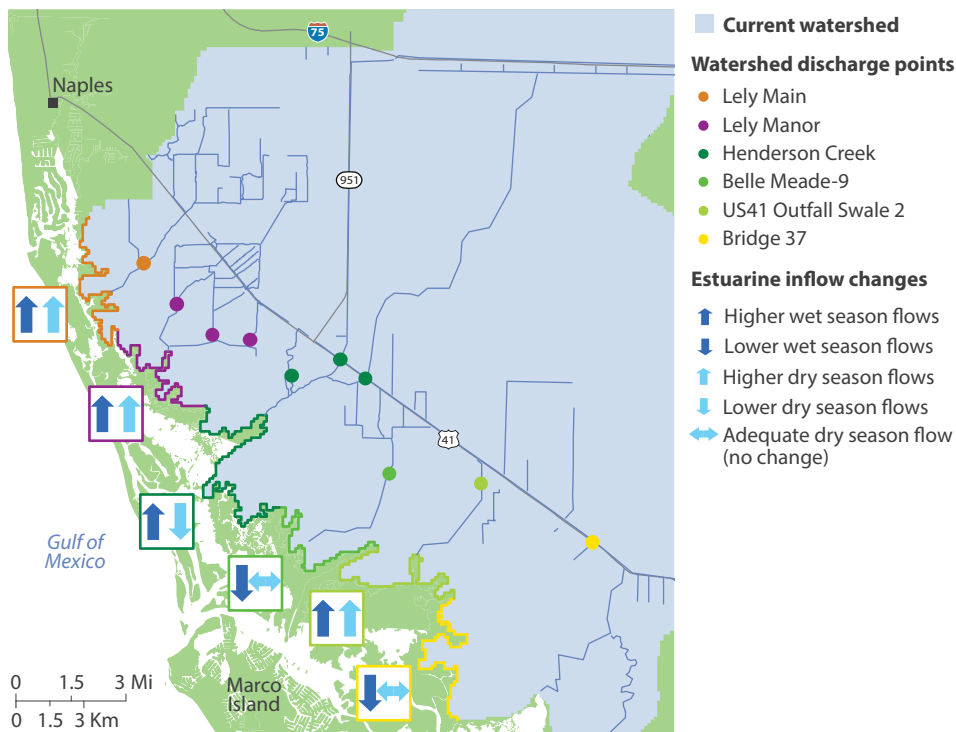 75
Naples
951
41
Gulf of
Mexico
Marco
Island
0 1.5 3 Mi
0 1.5 3 Km
Current watershed
Watershed discharge points
Lely Main
Lely Manor
Henderson Creek
Belle Meade-9
US41 Outfall Swale 2
Bridge 37
Estuarine inflow changes
Higher wet season flows
Lower wet season flows
Higher dry season flows
Lower dry season flows
Adequate dry season flow
(no change)